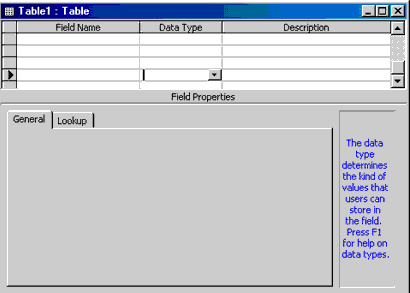 Table1 : Table
Field Name Data Type Description
Field Properties
General Lookup
The data
type
determines
the kind of
values that
users can
store in
the field.
Press F1
for help on
data types.